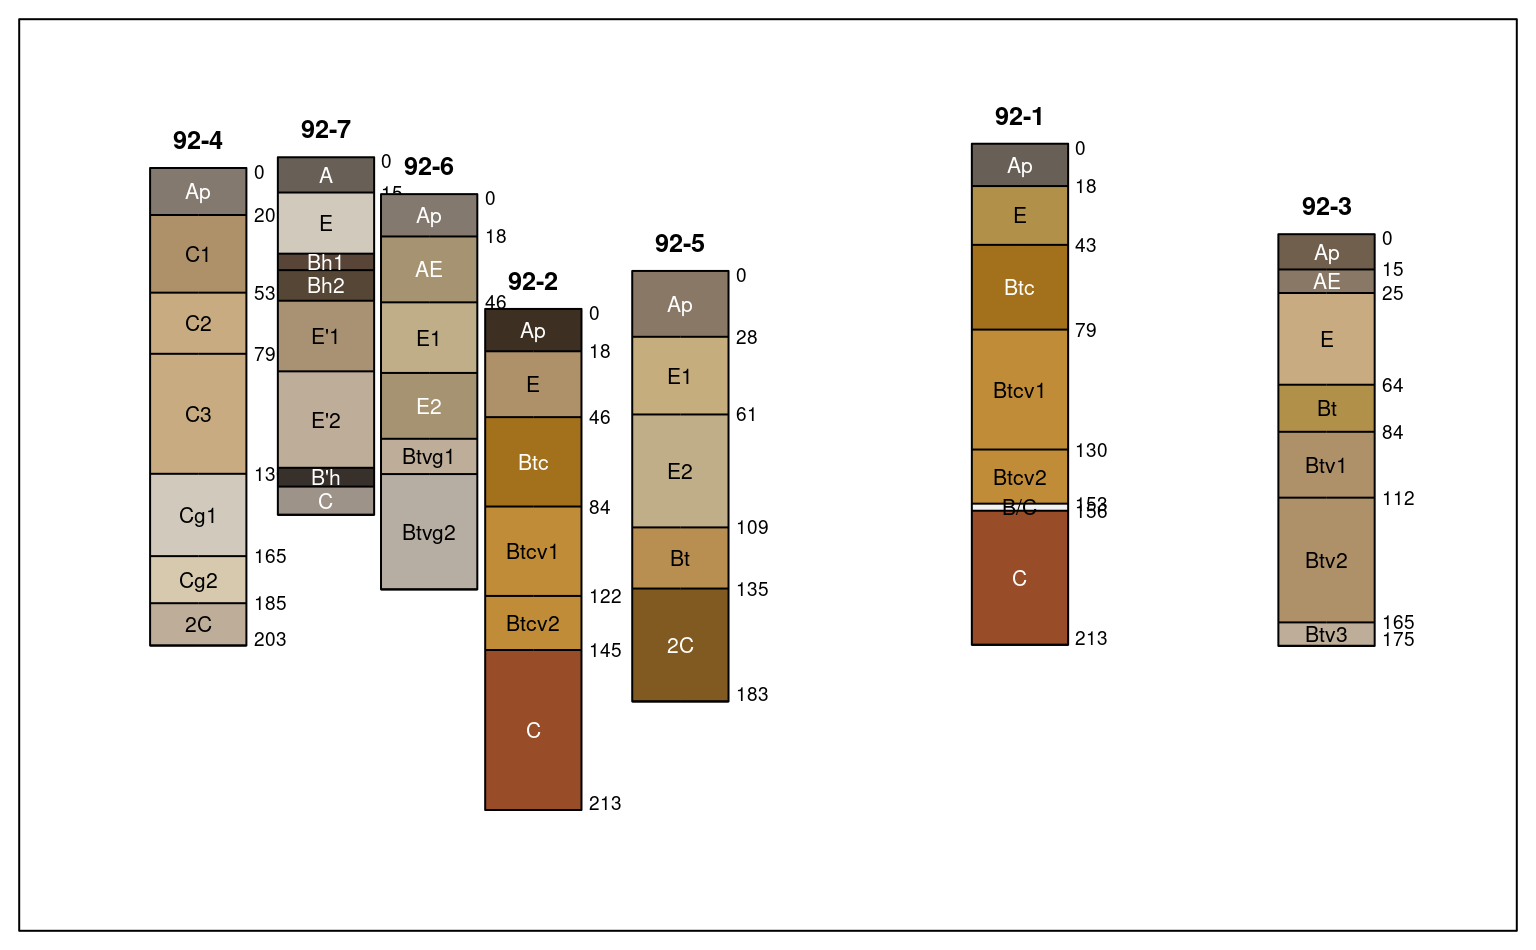 92-4
Ap
C1
C2
C3
Cg1
Cg2
2C
0
20
53
79
13
165
185
203
92-7
A
E
Bh1
Bh2
E'1
E'2
B'h
C
0
15
92-6
Ap
AE
E1
E2
Btvg1
Btvg2
0
18
46
92-2
Ap
E
Btc
Btcv1
Btcv2
C
0
18
46
84
122
145
213
92-5
Ap
E1
E2
Bt
2C
0
28
61
109
135
183
92-1
Ap
E
Btc
Btcv1
Btcv2
B/C
C
0
18
43
79
130
153
156
213
92-3
Ap
AE
E
Bt
Btv1
Btv2
Btv3
0
15
25
64
84
112
165
175